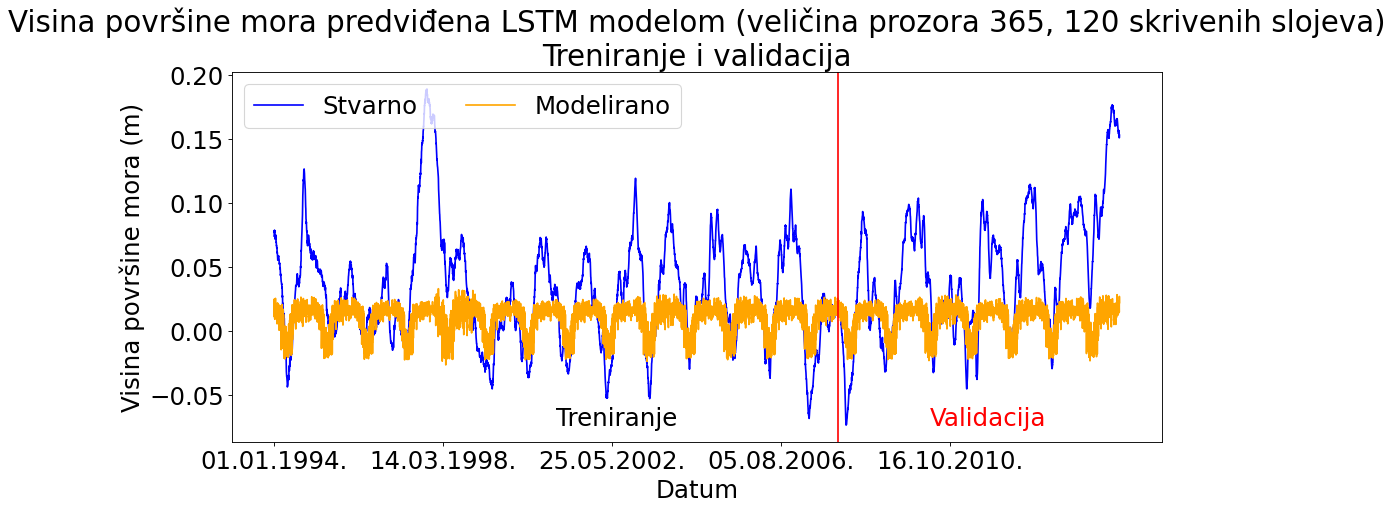 Visina površine mora predviđena LSTM modelom (veličina prozora 365, 120 skrivenih slojeva)
Treniranje i validacija
Stvarno
Modelirano
Visina površine mora (m)
0.20
0.15
0.10
0.05
0.00
−0.05
Treniranje
Validacija
01.01.1994.
14.03.1998.
25.05.2002.
05.08.2006.
16.10.2010.
Datum